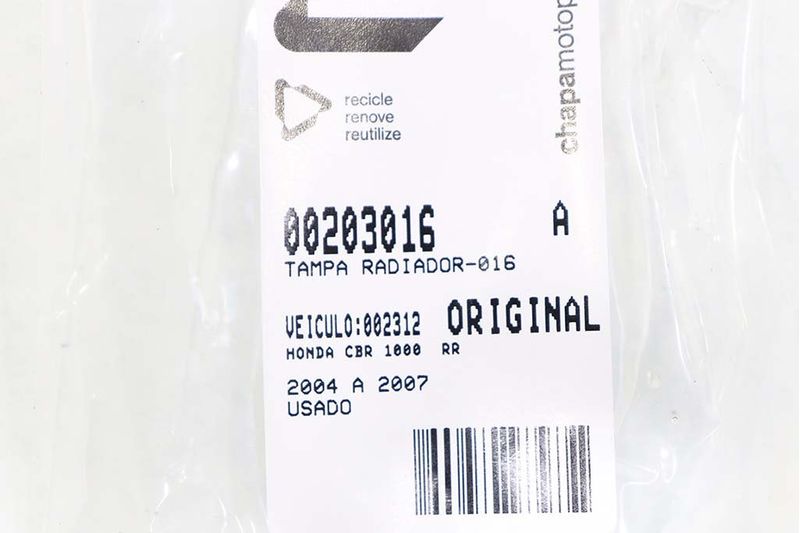 chapamotop
recicle
renove
reutilize
00203016 A
TAMPA RADIADOR-016
VEICULO:002312 ORIGINAL
HONDA CBR 1000 RR
2004 A 2007
USADO